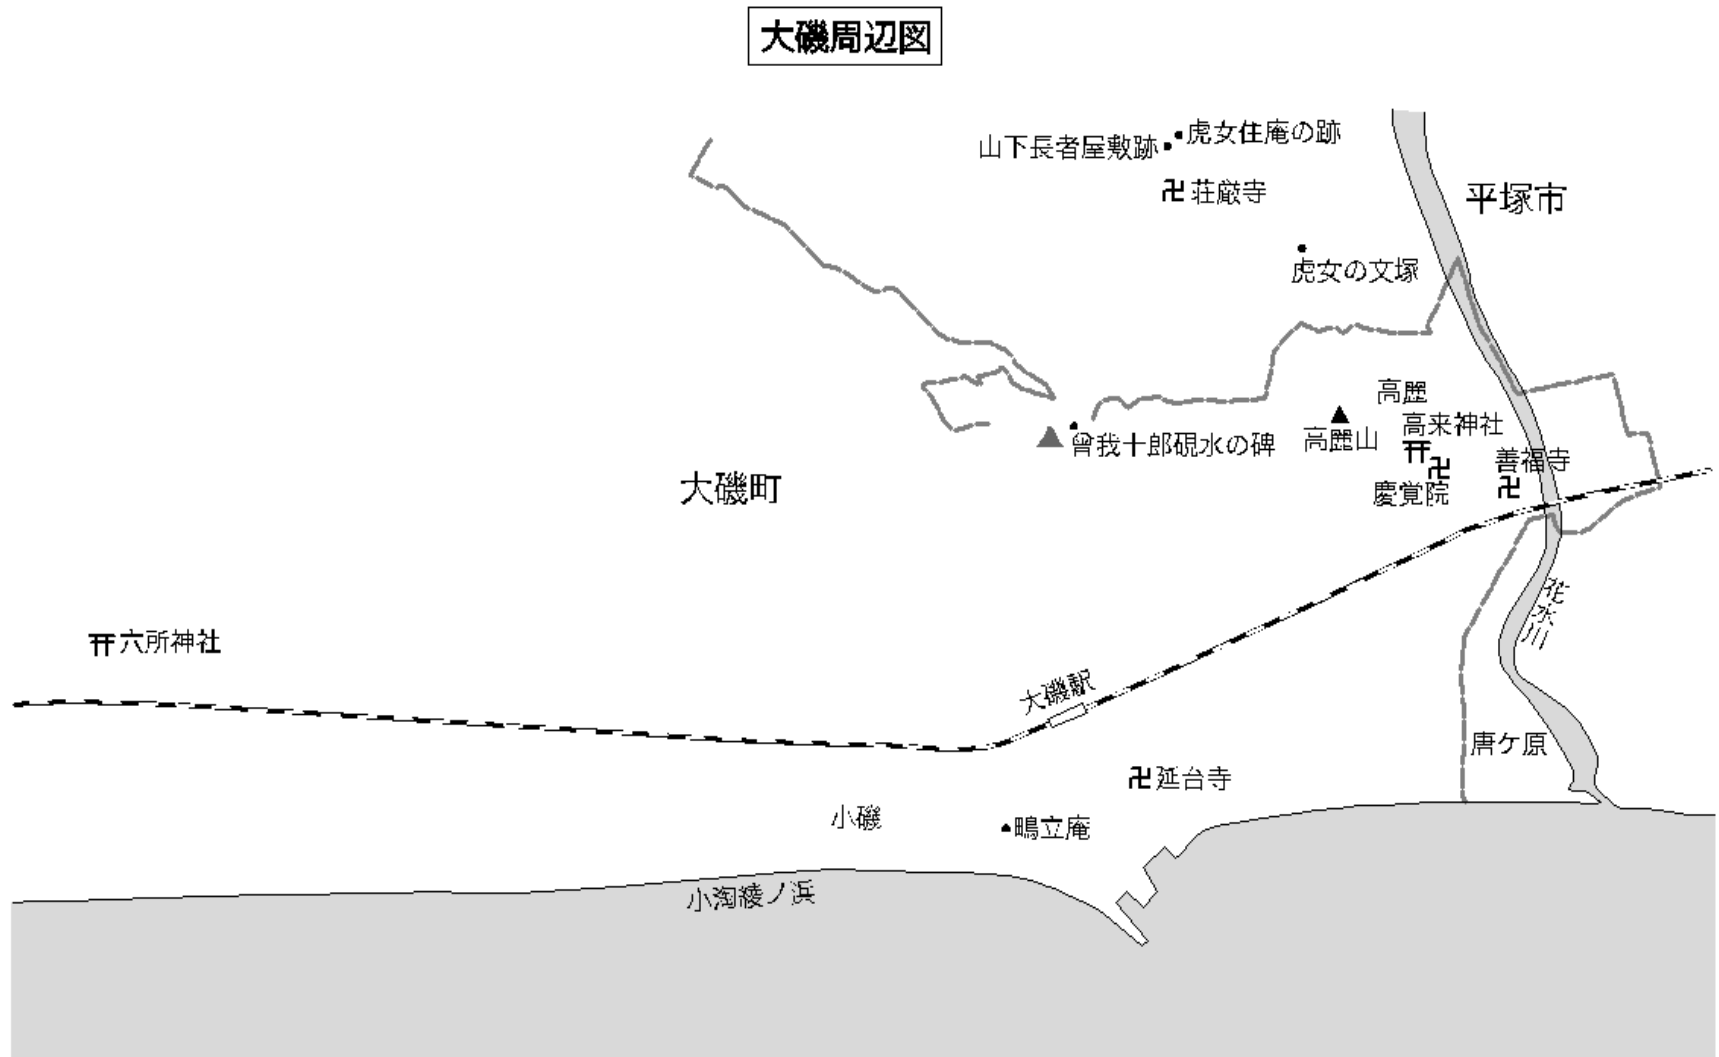 大磯周辺図
虎女住庵の跡
山下長者屋敷跡
荘厳寺
平塚市
虎女の文塚
高麗
高来神社
高麗山
曾我十郎硯水の碑
善福寺
慶覚院
大磯町
花水川
六所神社
大磯駅
唐ケ原
延台寺
小磯
鴫立庵
小淘綾ノ浜